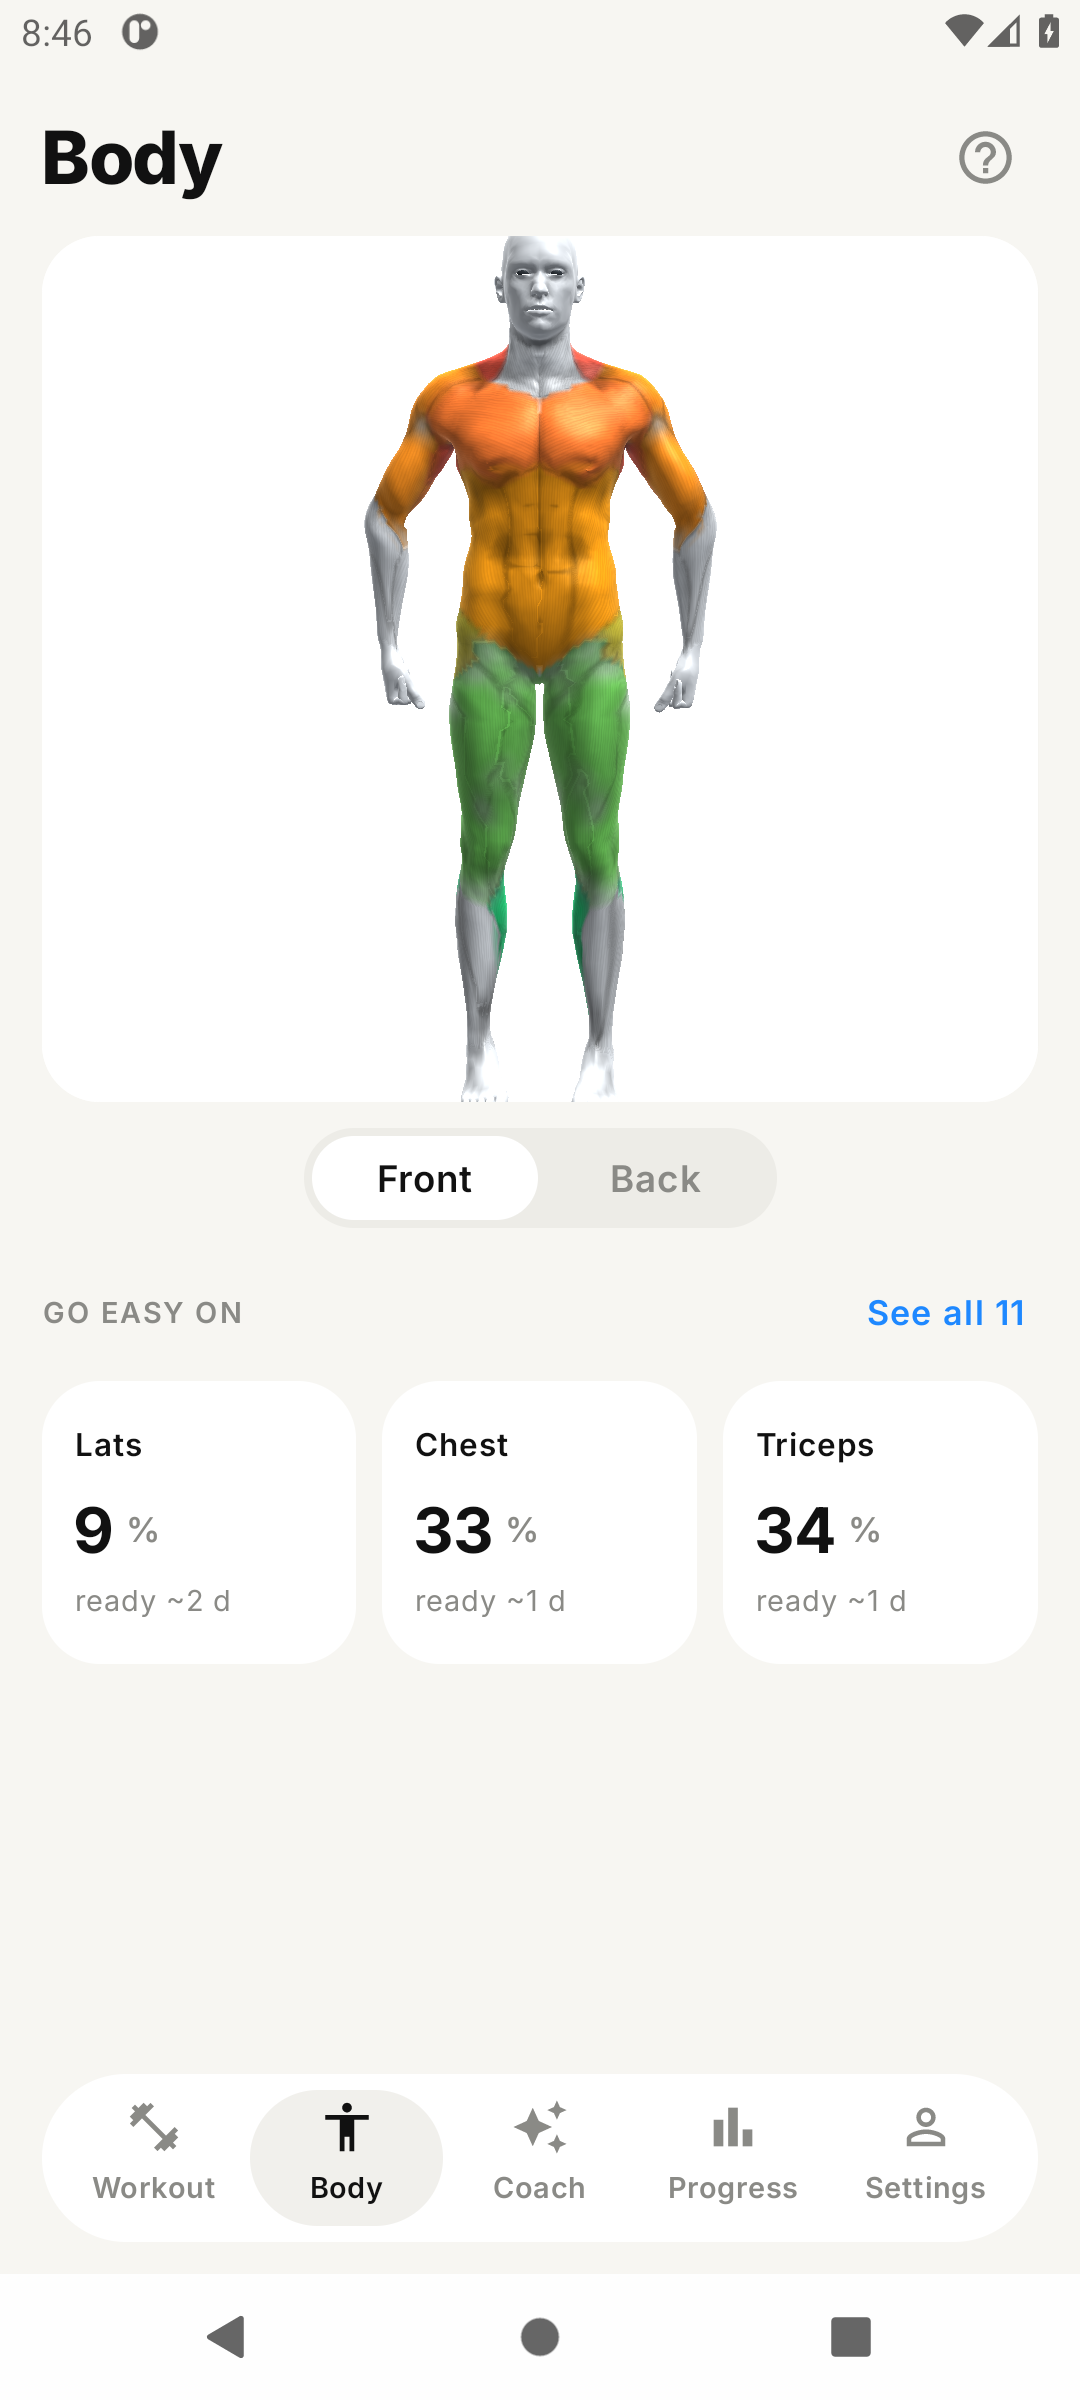 8:46
Body
Front Back
GO EASY ON See all 11
Lats Chest Triceps
9 % 33 % 34 %
ready ~2 d ready ~1 d ready ~1 d
Workout Body Coach Progress Settings